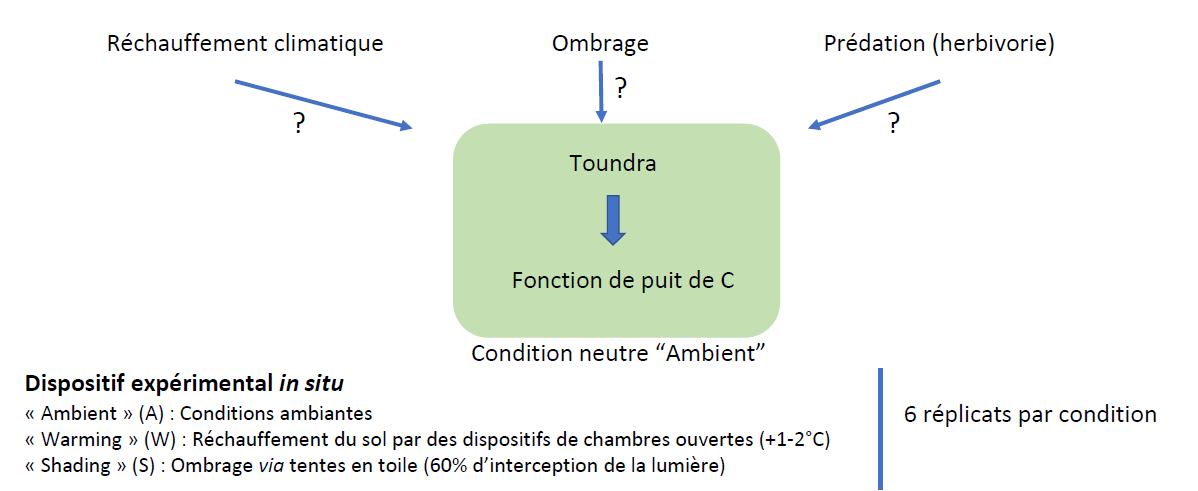 Réchauffement climatique
Ombrage
Prédation (herbivorie)
?
?
?
Toundra
Fonction de puit de C
Condition neutre “Ambient”
Dispositif expérimental in situ
« Ambient » (A) : Conditions ambiantes
« Warming » (W) : Réchauffement du sol par des dispositifs de chambres ouvertes (+1-2°C)
« Shading » (S) : Ombrage via tentes en toile (60% d’interception de la lumière)
6 réplicats par condition